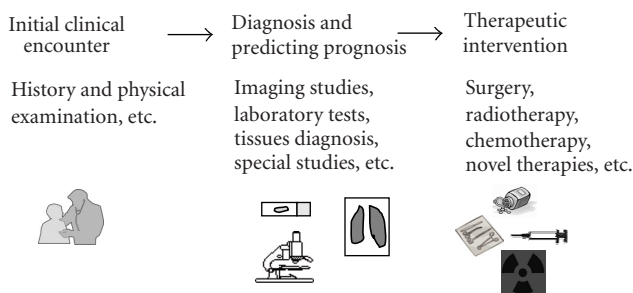 Initial clinical
encounter
Diagnosis and
predicting prognosis
Therapeutic
intervention
History and physical
examination, etc.
Imaging studies,
laboratory tests,
tissues diagnosis,
special studies, etc.
Surgery,
radiotherapy,
chemotherapy,
novel therapies, etc.